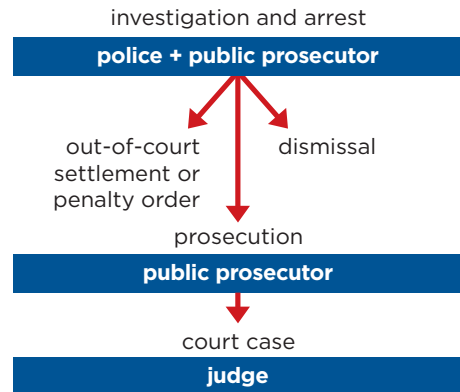 investigation and arrest
police + public prosecutor
out-of-court
settlement or
penalty order
dismissal
prosecution
public prosecutor
court case
judge